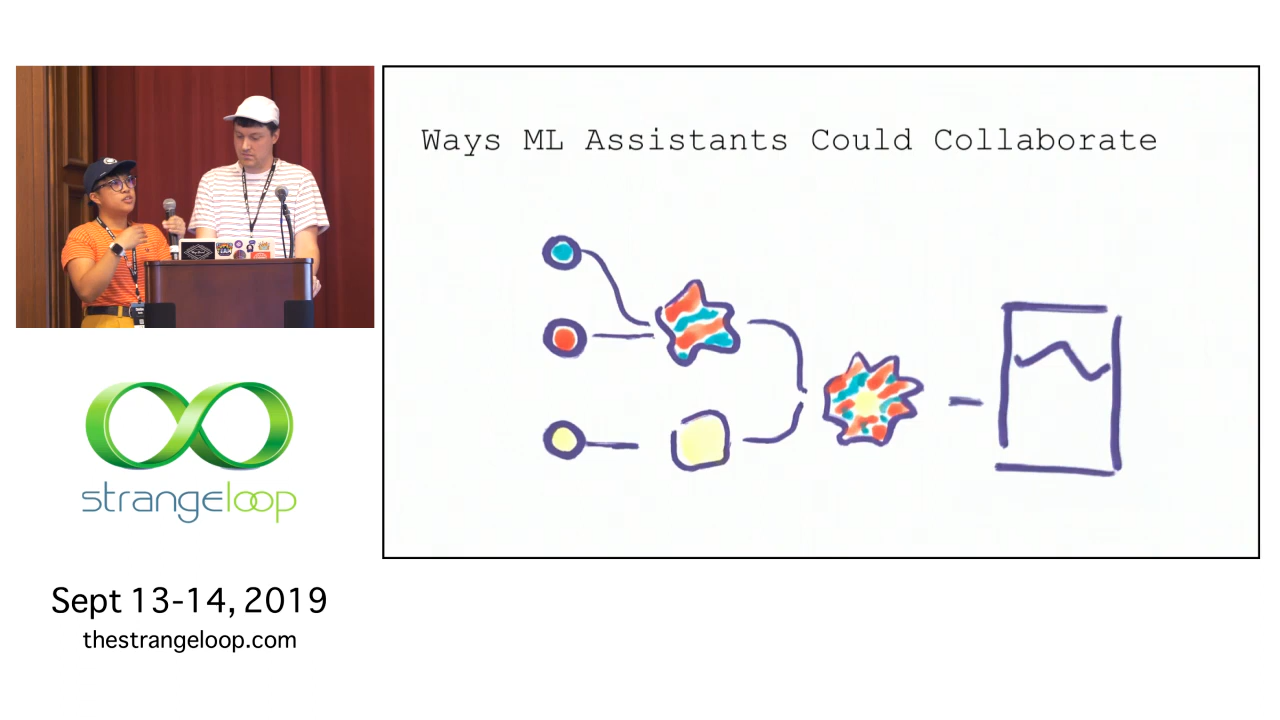 Ways ML Assistants Could Collaborate
strangeloop
Sept 13-14, 2019
thestrangeloop.com